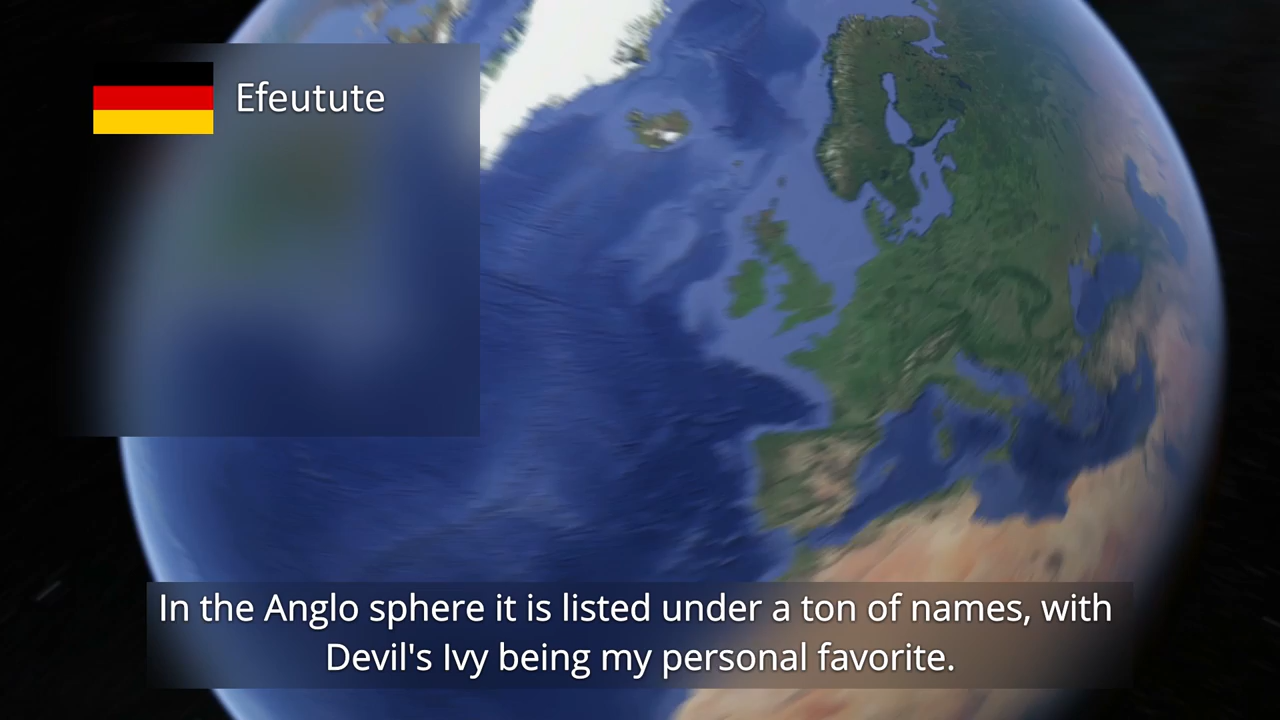 Efeutute
In the Anglo sphere it is listed under a ton of names, with
Devil's Ivy being my personal favorite.